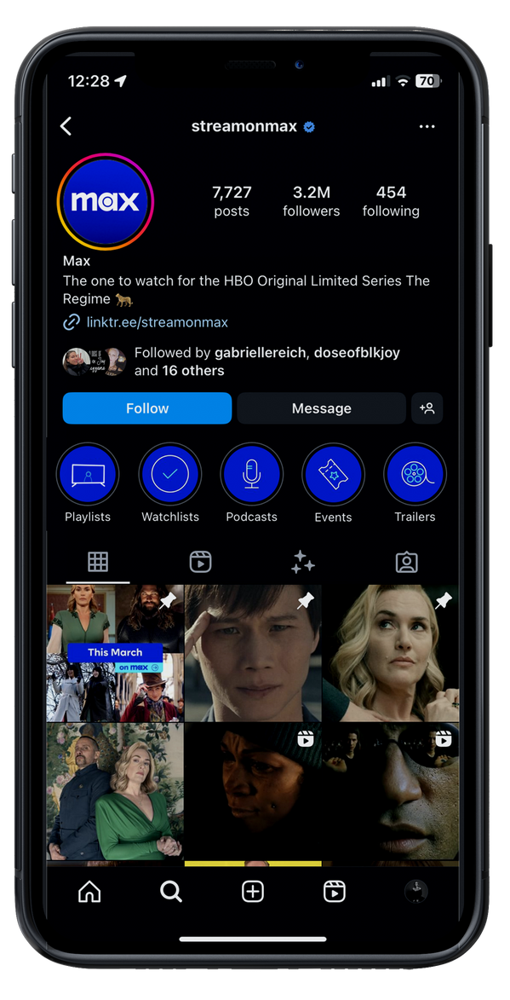 12:28
70
streamonmax
max
7,727
3.2M
454
posts
followers
following
Max
The one to watch for the HBO Original Limited Series The
Regime
linktr.ee/streamonmax
Followed by gabriellereich, doseofblkjoy
and 16 others
Follow
Message
Playlists
Watchlists
Podcasts
Events
Trailers
This March
on max